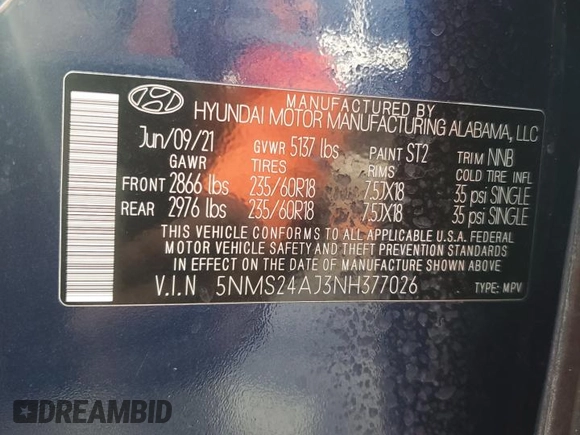 MANUFACTURED BY
HYUNDAI MOTOR MANUFACTURING ALABAMA, LLC
Jun/09/21 GVWR 5137 lbs PAINT ST2 TRIM NNB
GAWR TIRES RIMS COLD TIRE INFL
FRONT 2866 lbs 235/60R18 7.5JX18 35 psi SINGLE
REAR 2976 lbs 235/60R18 7.5JX18 35 psi SINGLE
THIS VEHICLE CONFORMS TO ALL APPLICABLE U.S.A. FEDERAL
MOTOR VEHICLE SAFETY AND THEFT PREVENTION STANDARDS
IN EFFECT ON THE DATE OF MANUFACTURE SHOWN ABOVE.
V.I.N 5NMS24AJ3NH377026 TYPE: MPV
DREAMBID